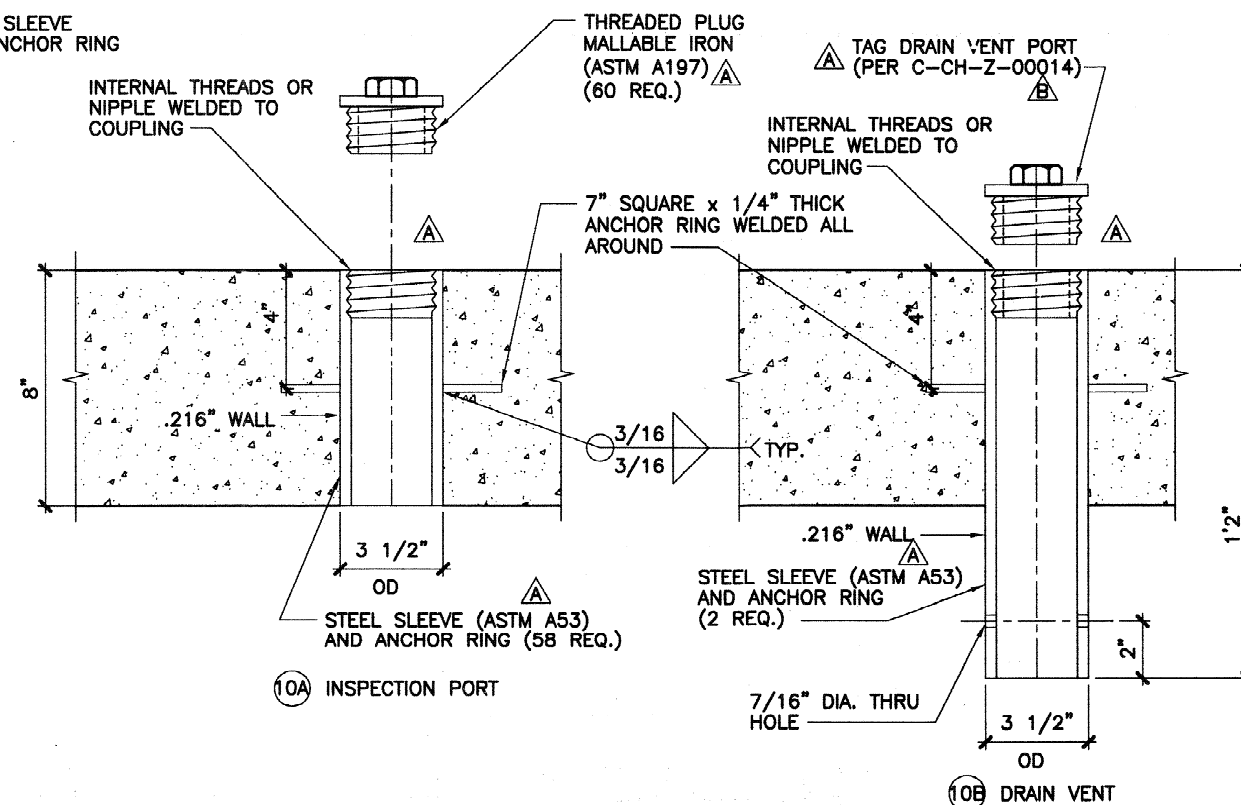 SLEEVE
NCHOR RING
THREADED PLUG
MALLABLE IRON
(ASTM A197) A
(60 REQ.)
INTERNAL THREADS OR
NIPPLE WELDED TO
COUPLING
A TAG DRAIN VENT PORT
(PER C-CH-Z-00014)
B
INTERNAL THREADS OR
NIPPLE WELDED TO
COUPLING
7" SQUARE x 1/4" THICK
ANCHOR RING WELDED ALL
AROUND
A
A
4"
4"
8"
.216" WALL
3/16
3/16
TYP.
3 1/2"
OD
A
STEEL SLEEVE (ASTM A53)
AND ANCHOR RING (58 REQ.)
10A INSPECTION PORT
.216" WALL
A
STEEL SLEEVE (ASTM A53)
AND ANCHOR RING
(2 REQ.)
1'2"
2"
7/16" DIA. THRU
HOLE
3 1/2"
OD
10B DRAIN VENT